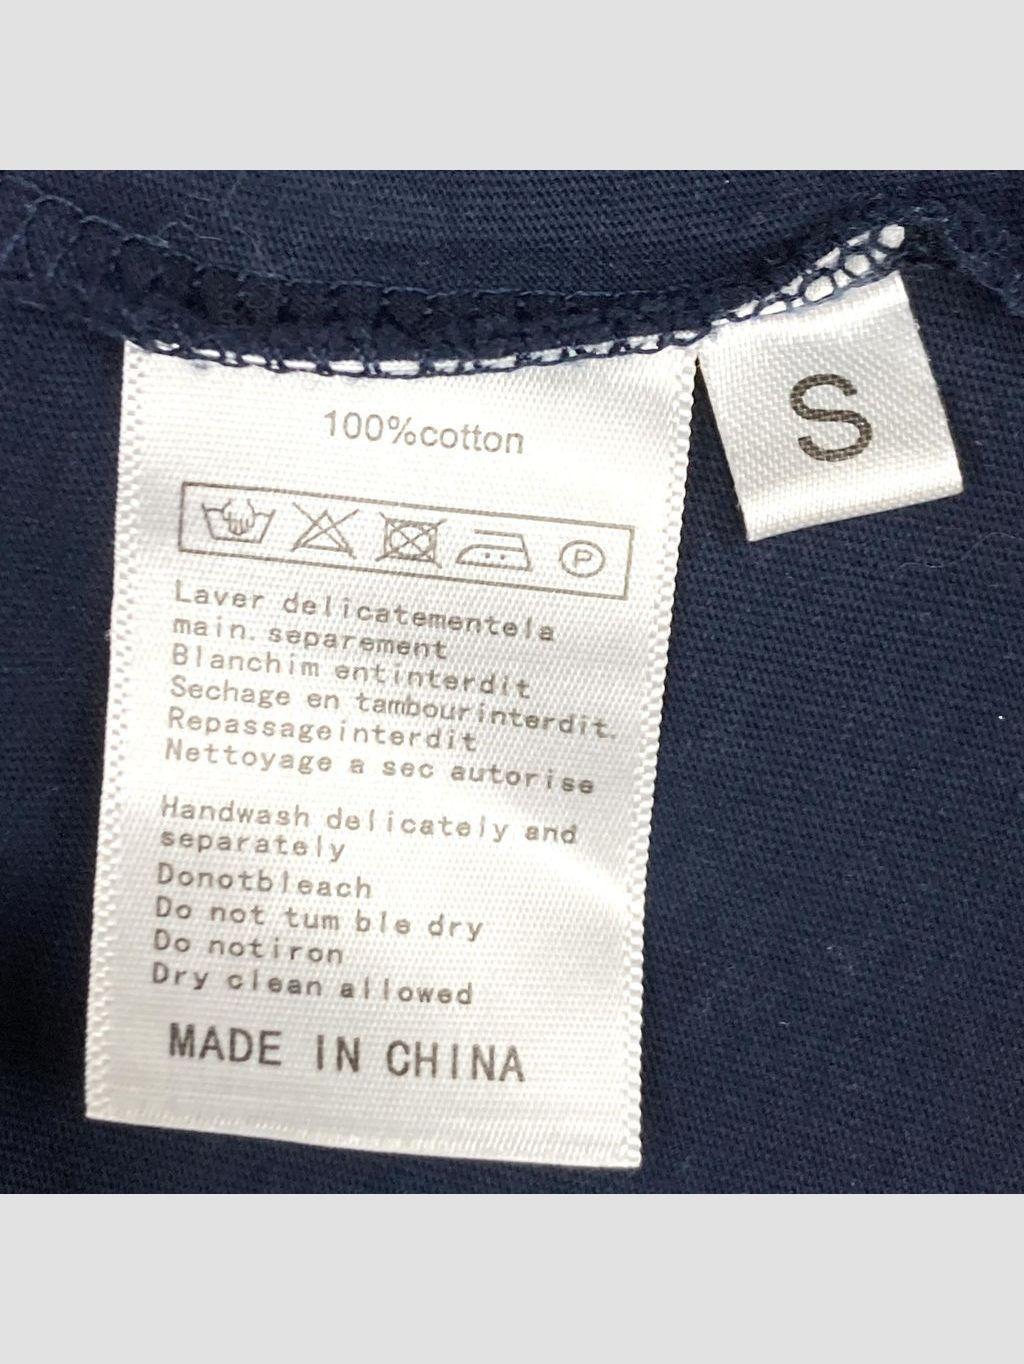 100%cotton
S
P
Laver delicatementela
main. separement
Blanchim entinterdit
Sechage en tambourinterdit.
Repassageinterdit
Nettoyage a sec autorise
Handwash delicately and
separately
Donotbleach
Do not tum ble dry
Do notiron
Dry clean allowed
MADE IN CHINA